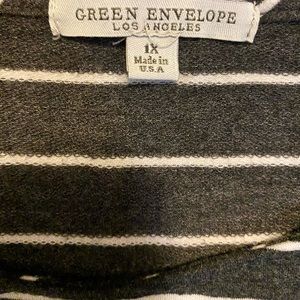 GREEN ENVELOPE
LOS ANGELES
1X
Made in
U.S.A